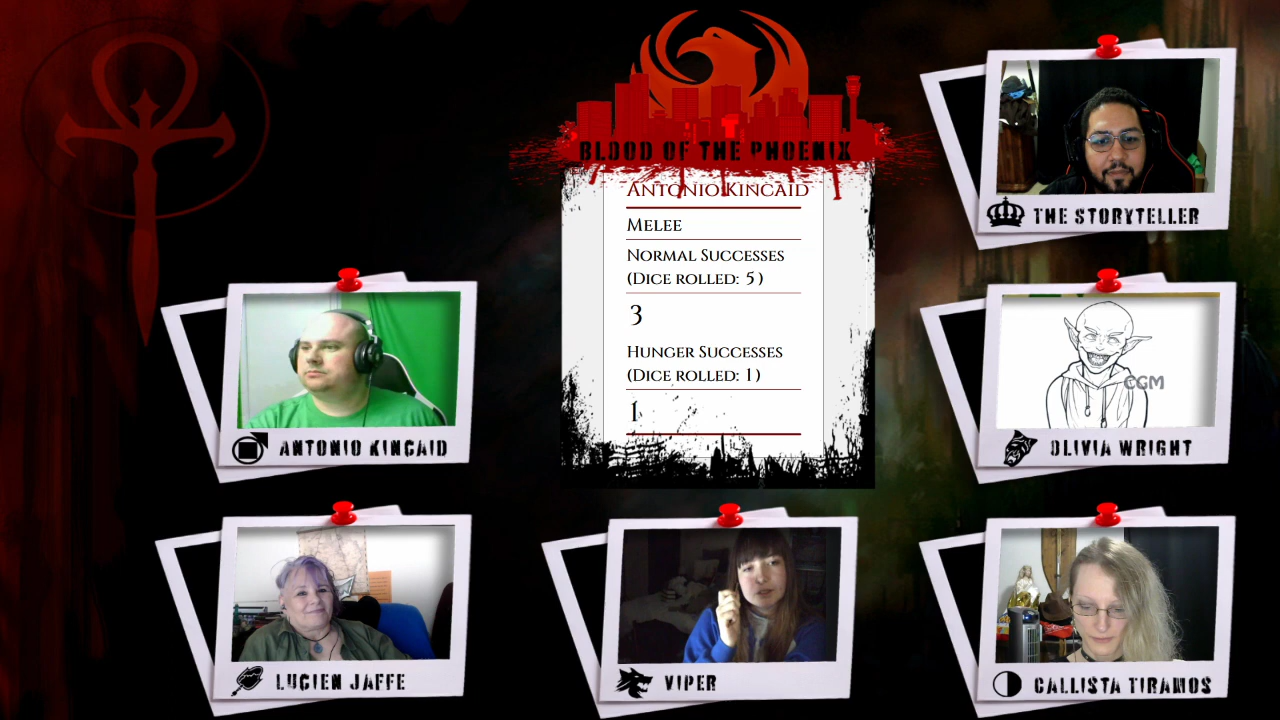 BLOOD OF THE PHOENIX
Antonio Kincaid
Melee
Normal Successes
(Dice rolled: 5)
3
Hunger Successes
(Dice rolled: 1)
1
THE STORYTELLER
ANTONIO KINCAID
CGM
OLIVIA WRIGHT
LUCIEN JAFFE
VIPER
CALLISTA TIRAMOS